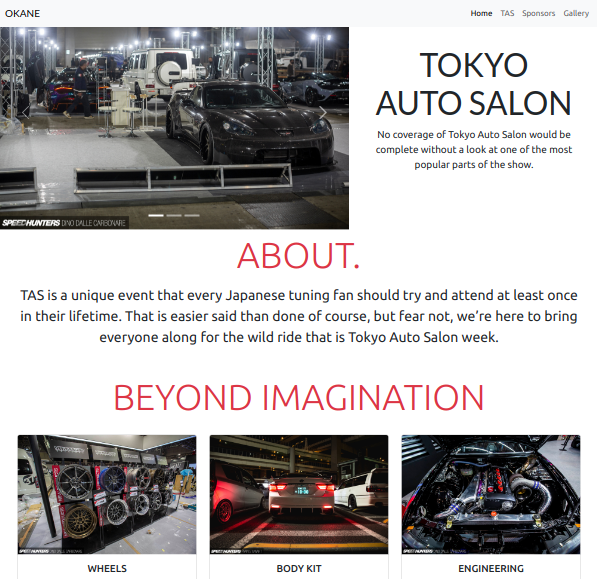 OKANE
Home TAS Sponsors Gallery
TOKYO
AUTO SALON
No coverage of Tokyo Auto Salon would be
complete without a look at one of the most
popular parts of the show.
SPEEDHUNTERS DINO DALLE CARBONARE
ABOUT.
TAS is a unique event that every Japanese tuning fan should try and attend at least once
in their lifetime. That is easier said than done of course, but fear not, we’re here to bring
everyone along for the wild ride that is Tokyo Auto Salon week.
BEYOND IMAGINATION
SPEEDHUNTERS
SPEEDHUNTERS
SPEEDHUNTERS
WHEELS
BODY KIT
ENGINEERING